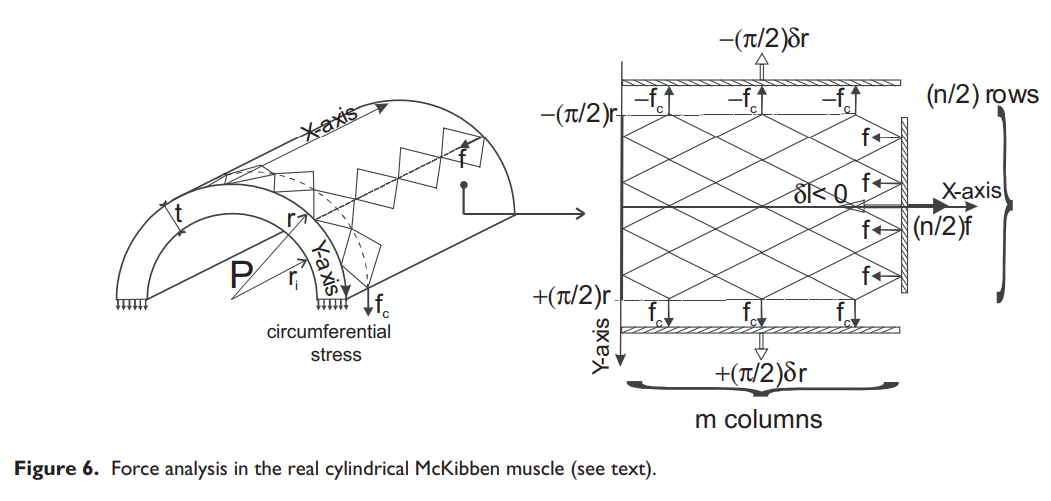 X-axis
f
t
r
P
rᵢ
Y-axis
f_c
circumferential
stress
−(π/2)δr
−f_c −f_c −f_c
(n/2) rows
−(π/2)r
f
f
δl< 0
X-axis
f
(n/2)f
f
+(π/2)r
f_c f_c f_c
Y-axis
+(π/2)δr
m columns
Figure 6. Force analysis in the real cylindrical McKibben muscle (see text).